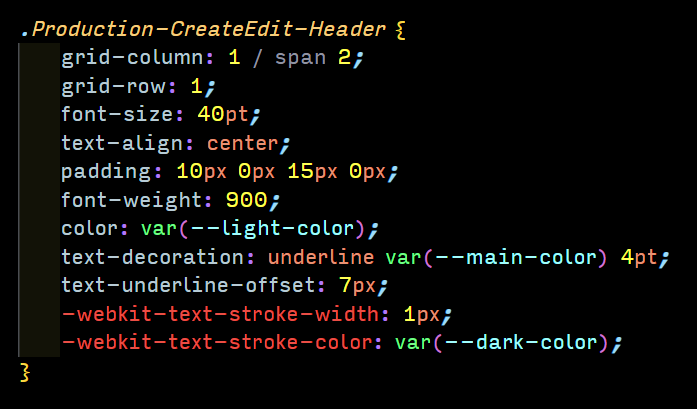 .Production-CreateEdit-Header {
grid-column: 1 / span 2;
grid-row: 1;
font-size: 40pt;
text-align: center;
padding: 10px 0px 15px 0px;
font-weight: 900;
color: var(--light-color);
text-decoration: underline var(--main-color) 4pt;
text-underline-offset: 7px;
-webkit-text-stroke-width: 1px;
-webkit-text-stroke-color: var(--dark-color);
}